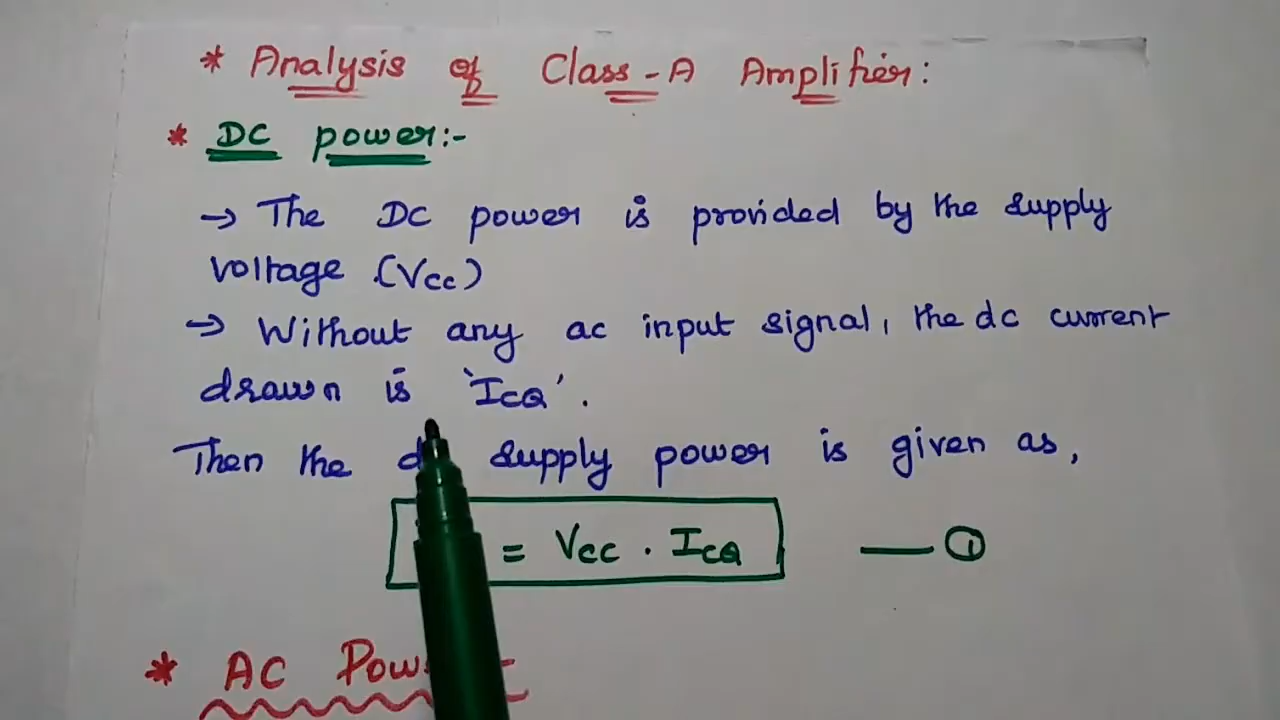 * Analysis of Class-A Amplifier:
* DC power:-
→ The DC power is provided by the supply
voltage (Vcc)
→ Without any ac input signal, the dc current
drawn is 'ICQ'.
Then the supply power is given as,
= Vcc . ICQ —— ①
* AC